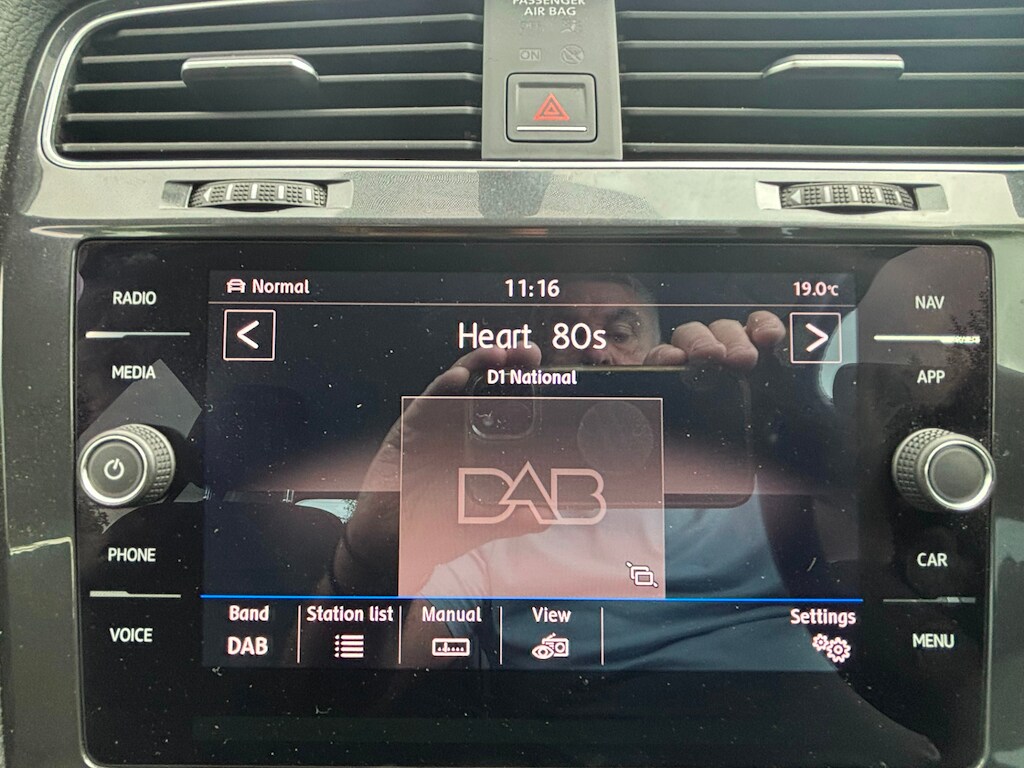 PASSENGER
AIR BAG
ON
Normal 11:16 19.0°C
< Heart 80s >
D1 National
DAB
Band Station list Manual View Settings
DAB
RADIO
MEDIA
PHONE
VOICE
NAV
APP
CAR
MENU